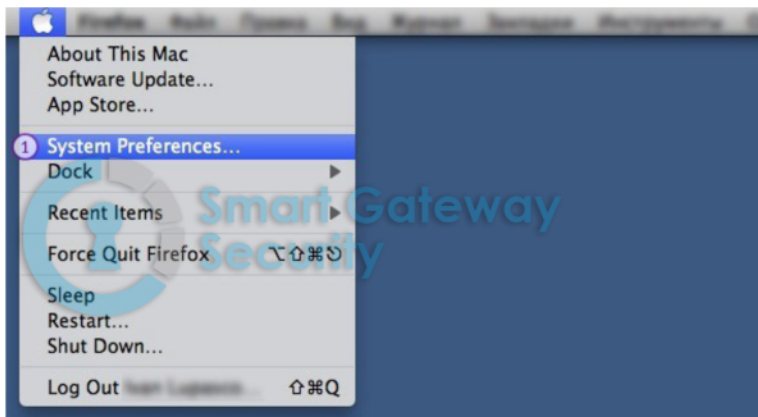 About This Mac
Software Update...
App Store...
1 System Preferences...
Dock
Recent Items
Force Quit Firefox ⌥⇧⌘⎋
Sleep
Restart...
Shut Down...
Log Out ⇧⌘Q
Smart Gateway
Security